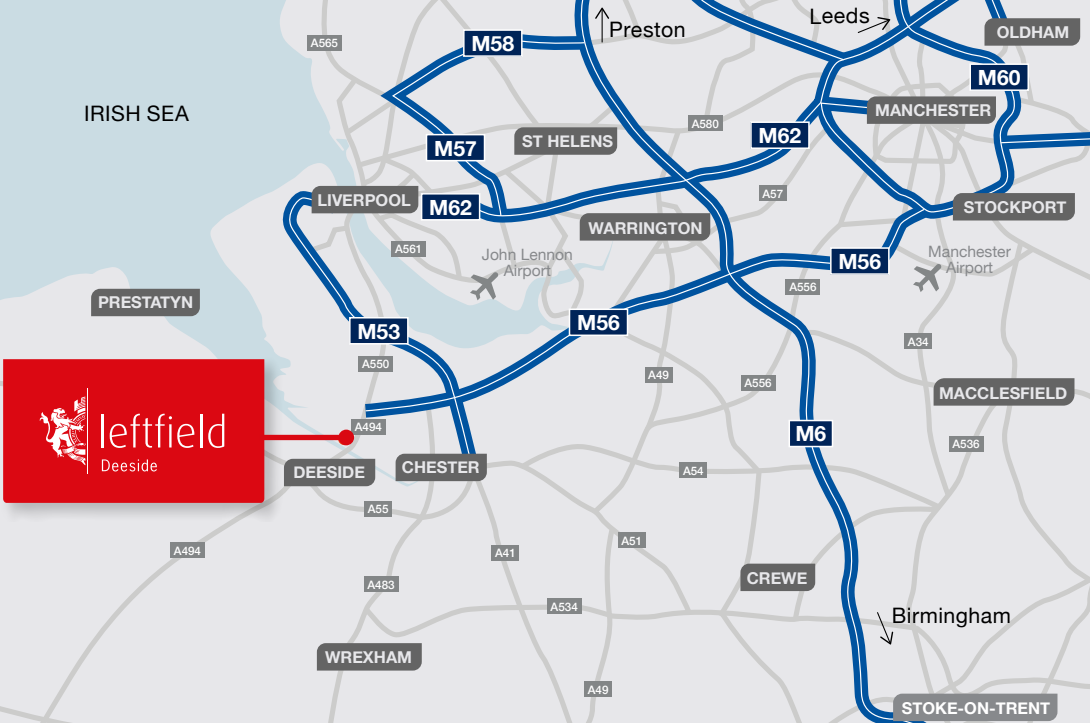 Leeds
Preston
OLDHAM
A565
M58
M60
IRISH SEA
MANCHESTER
A580
M62
ST HELENS
M57
A57
LIVERPOOL
M62
STOCKPORT
WARRINGTON
A561
John Lennon
Airport
M56
Manchester
Airport
A556
PRESTATYN
M56
M53
A34
A550
A49
A556
MACCLESFIELD
leftfield
Deeside
A494
M6
A536
DEESIDE
CHESTER
A54
A55
A51
A494
A41
CREWE
A483
A534
Birmingham
WREXHAM
A49
STOKE-ON-TRENT